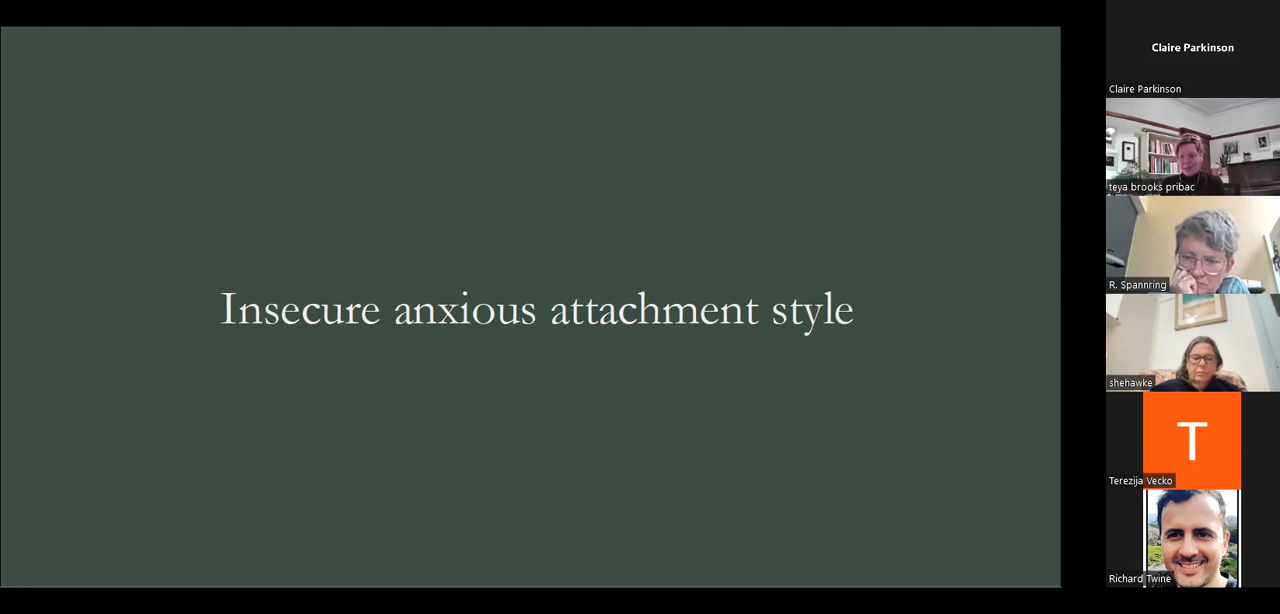 Insecure anxious attachment style
Claire Parkinson
Claire Parkinson
teya brooks pribac
R. Spannring
shehawke
T
Terezija Vecko
Richard Twine